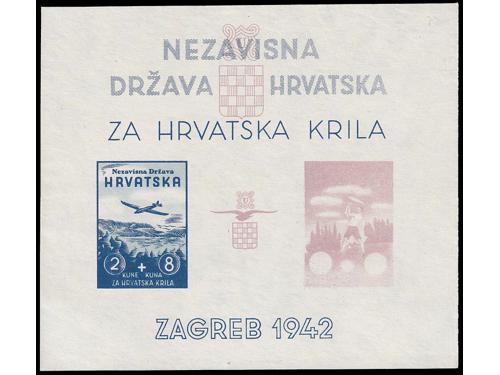 NEZAVISNA
DRŽAVA HRVATSKA
ZA HRVATSKA KRILA
Nezavisna Država
HRVATSKA
2 + 8
KUNE KUNA
ZA HRVATSKA KRILA
ZAGREB 1942